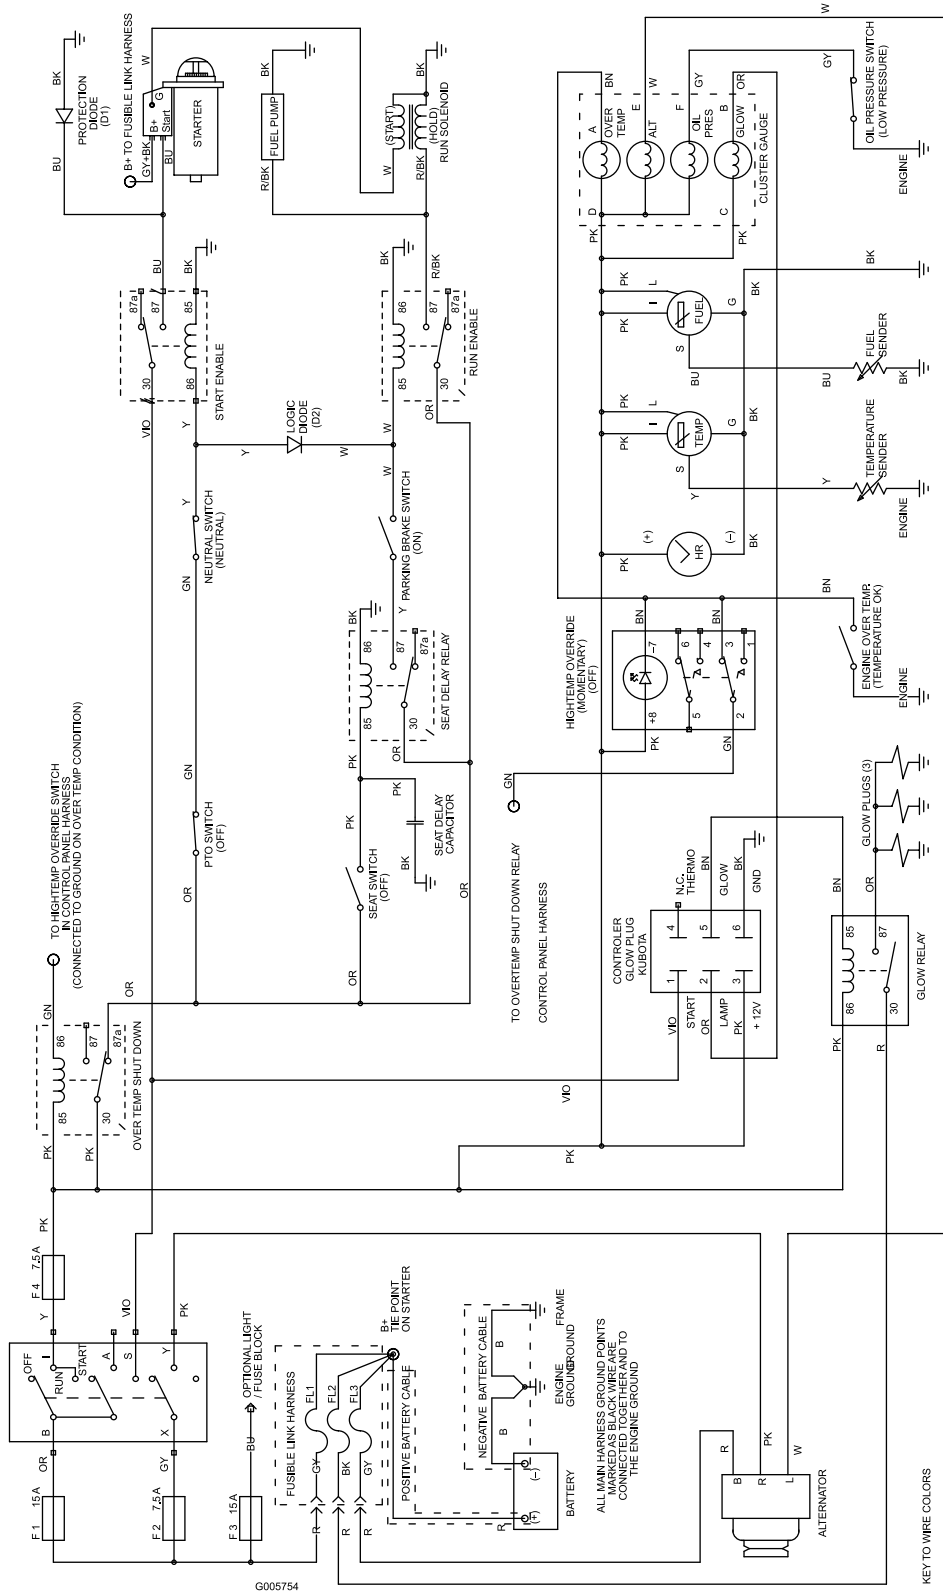 KEY TO WIRE COLORS
G005754
F 1
15 A
OR
F 2
7.5 A
GY
F 3 15 A
BU
OPTIONAL LIGHT
/ FUSE BLOCK
B
X
OFF
RUN
START
I
A
S
Y
Y
F 4
7.5 A
PK
VIO
PK
FUSIBLE LINK HARNESS
FL1
FL2
FL3
GY
BK
GY
R
R
R
B+
TIE POINT
ON STARTER
POSITIVE BATTERY CABLE
R
(+)
(–)
BATTERY
NEGATIVE BATTERY CABLE
B
B
ENGINE
GROUND
FRAME
GROUND
ALL MAIN HARNESS GROUND POINTS
MARKED AS BLACK WIRE ARE
CONNECTED TOGETHER AND TO
THE ENGINE GROUND
ALTERNATOR
B
R
L
R
PK
W
TO HIGHTEMP OVERRIDE SWITCH
IN CONTROL PANEL HARNESS
(CONNECTED TO GROUND ON OVER TEMP CONDITION)
GN
PK
PK
85
86
30
87
87a
OVER TEMP SHUT DOWN
OR
OR
PTO SWITCH
(OFF)
GN
GN
NEUTRAL SWITCH
(NEUTRAL)
Y
Y
VIO
30
86
87a
87
85
START ENABLE
BU
BK
BU
BK
PROTECTION
DIODE
(D1)
B+ TO FUSIBLE LINK HARNESS
GY+BK
BU
W
G
B+
Start
STARTER
Y
LOGIC
DIODE
(D2)
W
OR
SEAT SWITCH
(OFF)
PK
PK
PK
BK
SEAT DELAY
CAPACITOR
OR
OR
85
86
BK
30
87
87a
SEAT DELAY RELAY
Y
PARKING BRAKE SWITCH
(ON)
W
W
OR
85
86
BK
30
87
87a
RUN ENABLE
R/BK
R/BK
FUEL PUMP
BK
W
(START)
R/BK
(HOLD)
RUN SOLENOID
BK
VIO
PK
TO OVERTEMP SHUT DOWN RELAY
CONTROL PANEL HARNESS
GN
CONTROLER
GLOW PLUG
KUBOTA
1
2
3
4
5
6
VIO
START
OR
LAMP
PK
+ 12V
N.C.
THERMO
BN
GLOW
BK
GND
HIGHTEMP OVERRIDE
(MOMENTARY)
(OFF)
PK
GN
+8
–7
5
6
4
2
3
1
BN
BN
BN
ENGINE OVER TEMP.
(TEMPERATURE OK)
ENGINE
PK
R
86
85
30
87
GLOW RELAY
BN
OR
GLOW PLUGS (3)
PK
(+)
HR
(–)
BK
PK
PK
I
L
TEMP
S
G
Y
BK
Y
TEMPERATURE
SENDER
ENGINE
PK
PK
I
L
FUEL
S
G
BU
BK
BU
FUEL
SENDER
BK
BK
PK
D
C
PK
A
E
F
B
OVER
TEMP
ALT
OIL
PRES
GLOW
CLUSTER GAUGE
BN
W
GY
OR
W
GY
OIL PRESSURE SWITCH
(LOW PRESSURE)
ENGINE